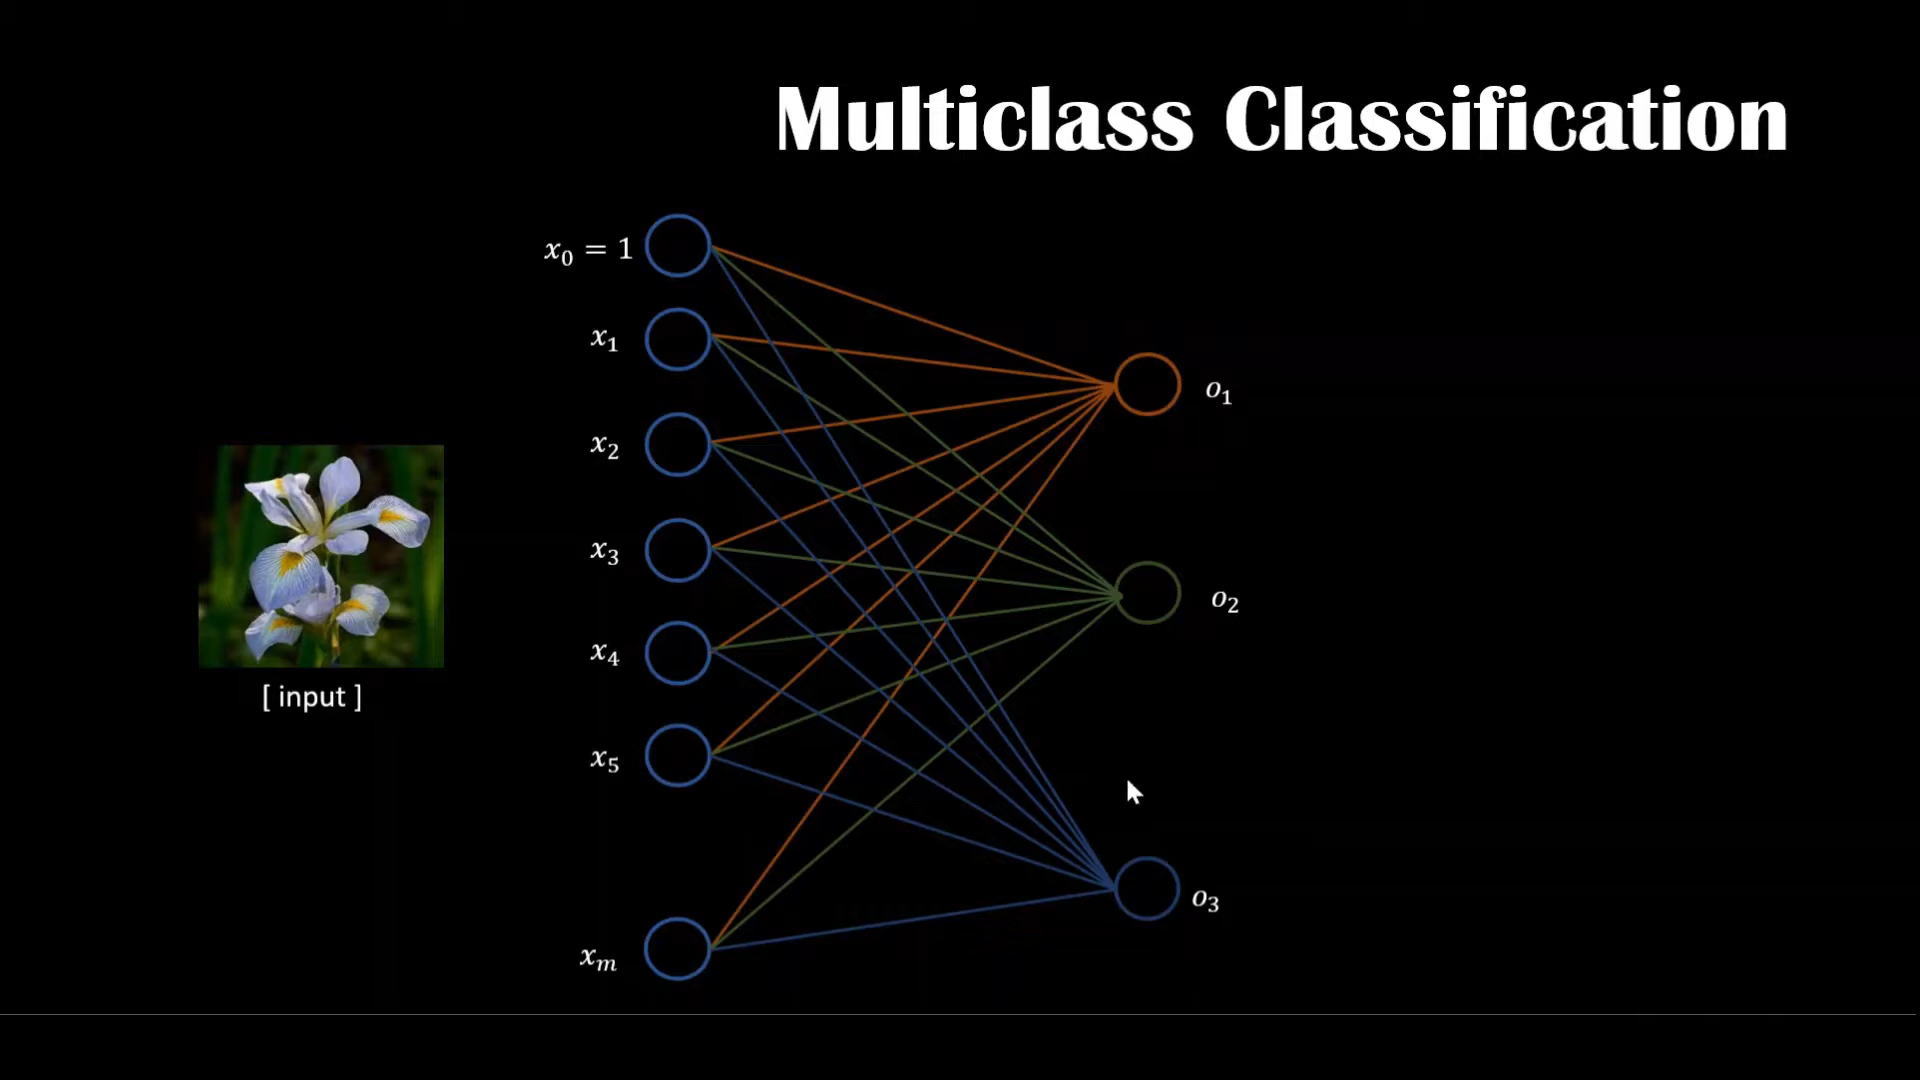 Multiclass Classification
x₀ = 1
x₁
x₂
x₃
x₄
x₅
xₘ
[ input ]
o₁
o₂
o₃